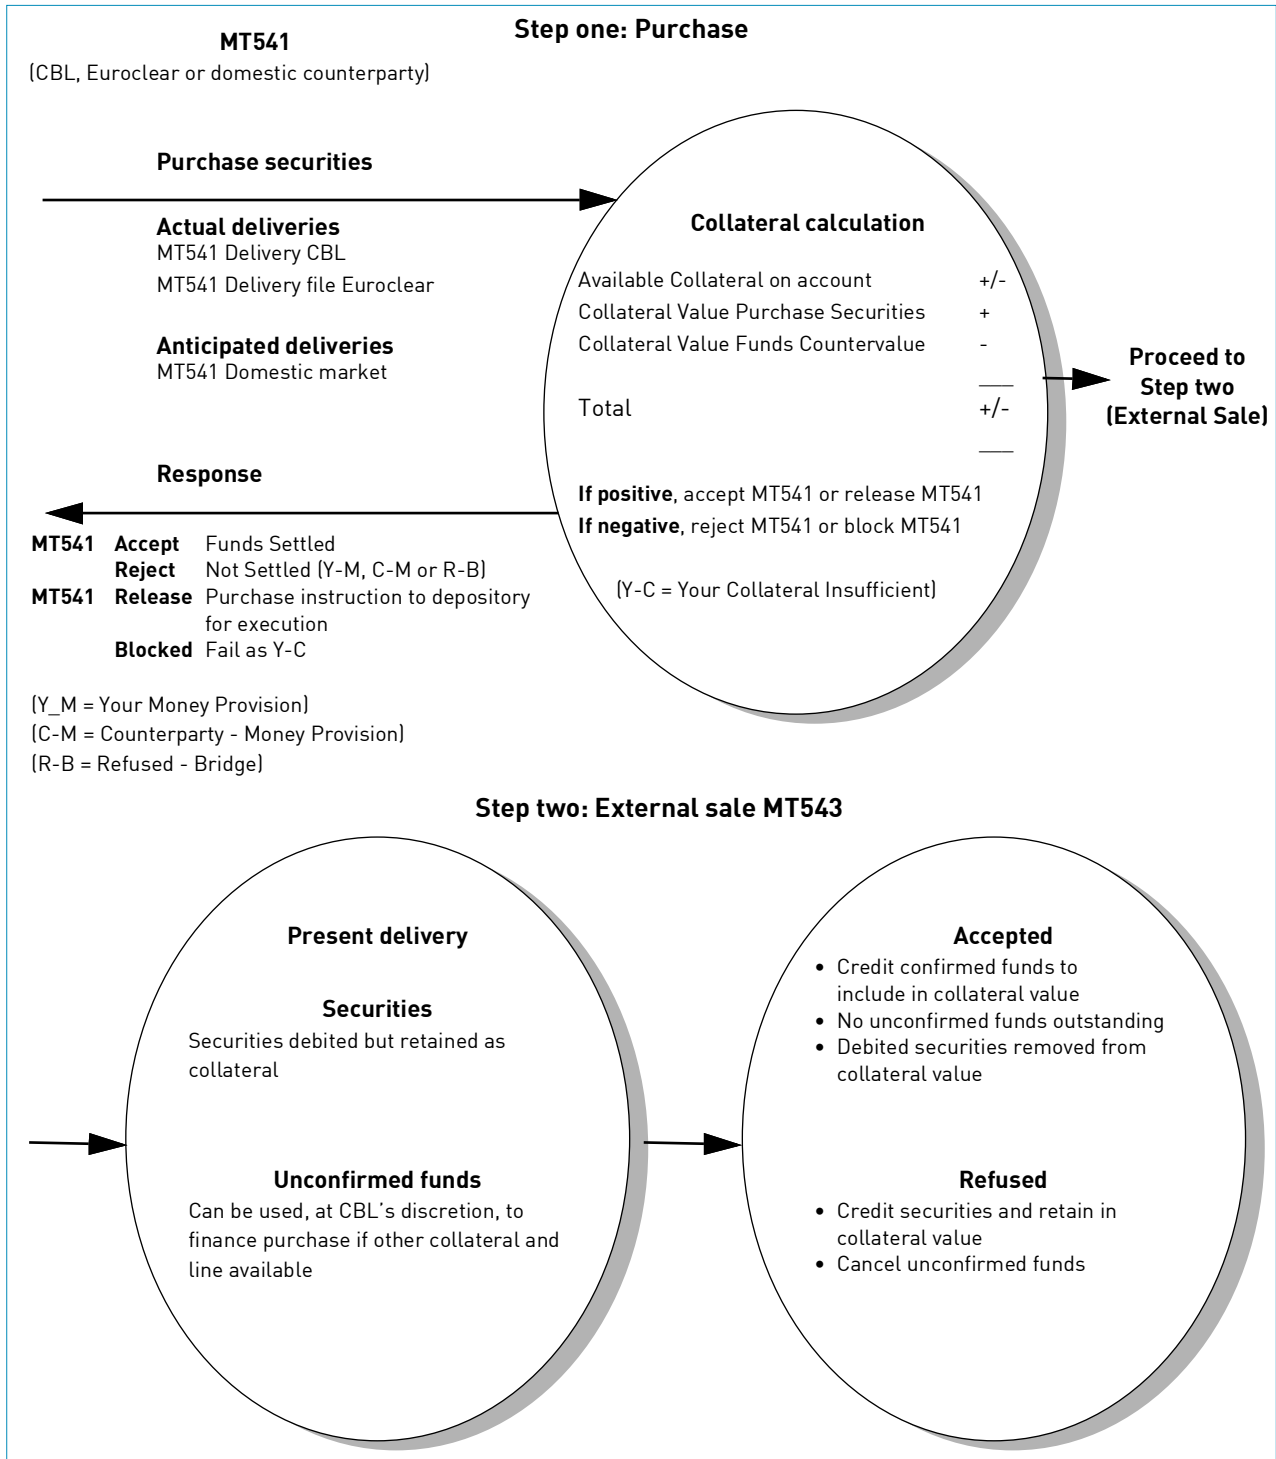 Step one: Purchase
MT541
(CBL, Euroclear or domestic counterparty)
Purchase securities
Actual deliveries
MT541 Delivery CBL
MT541 Delivery file Euroclear
Anticipated deliveries
MT541 Domestic market
Response
MT541 Accept Funds Settled
Reject Not Settled (Y-M, C-M or R-B)
MT541 Release Purchase instruction to depository
for execution
Blocked Fail as Y-C
(Y_M = Your Money Provision)
(C-M = Counterparty - Money Provision)
(R-B = Refused - Bridge)
Collateral calculation
Available Collateral on account +/-
Collateral Value Purchase Securities +
Collateral Value Funds Countervalue -
___
Total +/-
___
If positive, accept MT541 or release MT541
If negative, reject MT541 or block MT541
(Y-C = Your Collateral Insufficient)
Proceed to
Step two
(External Sale)
Step two: External sale MT543
Present delivery
Securities
Securities debited but retained as
collateral
Unconfirmed funds
Can be used, at CBL's discretion, to
finance purchase if other collateral and
line available
Accepted
• Credit confirmed funds to
include in collateral value
• No unconfirmed funds outstanding
• Debited securities removed from
collateral value
Refused
• Credit securities and retain in
collateral value
• Cancel unconfirmed funds